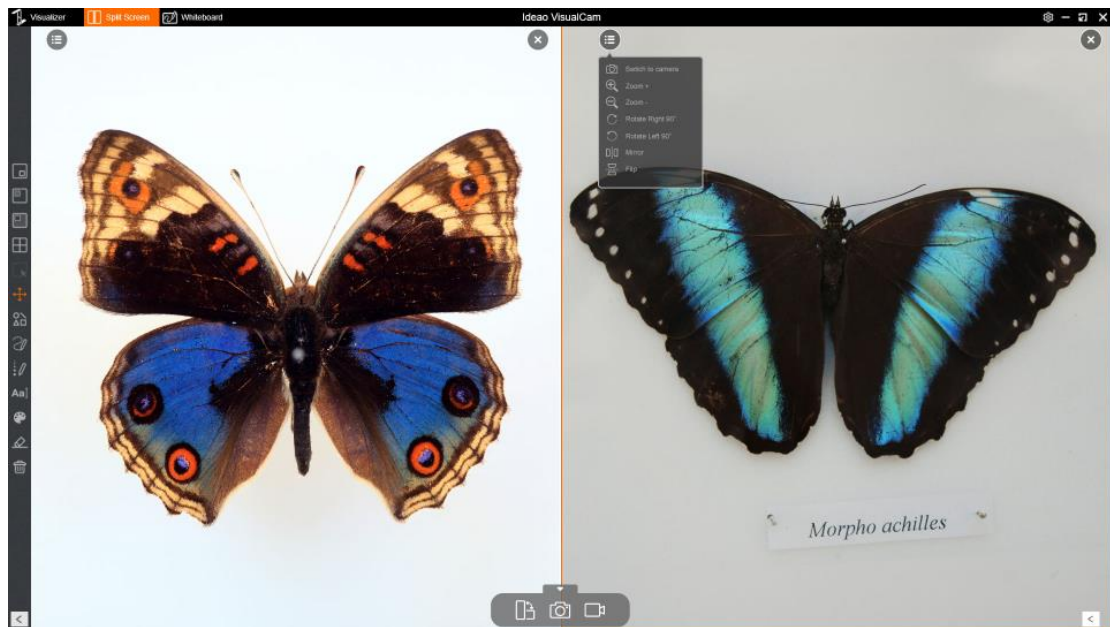 Visualizer
Split Screen
Whiteboard
Ideao VisualCam
Switch to camera
Zoom +
Zoom -
Rotate Right 90°
Rotate Left 90°
Mirror
Flip
Aa
Morpho achilles